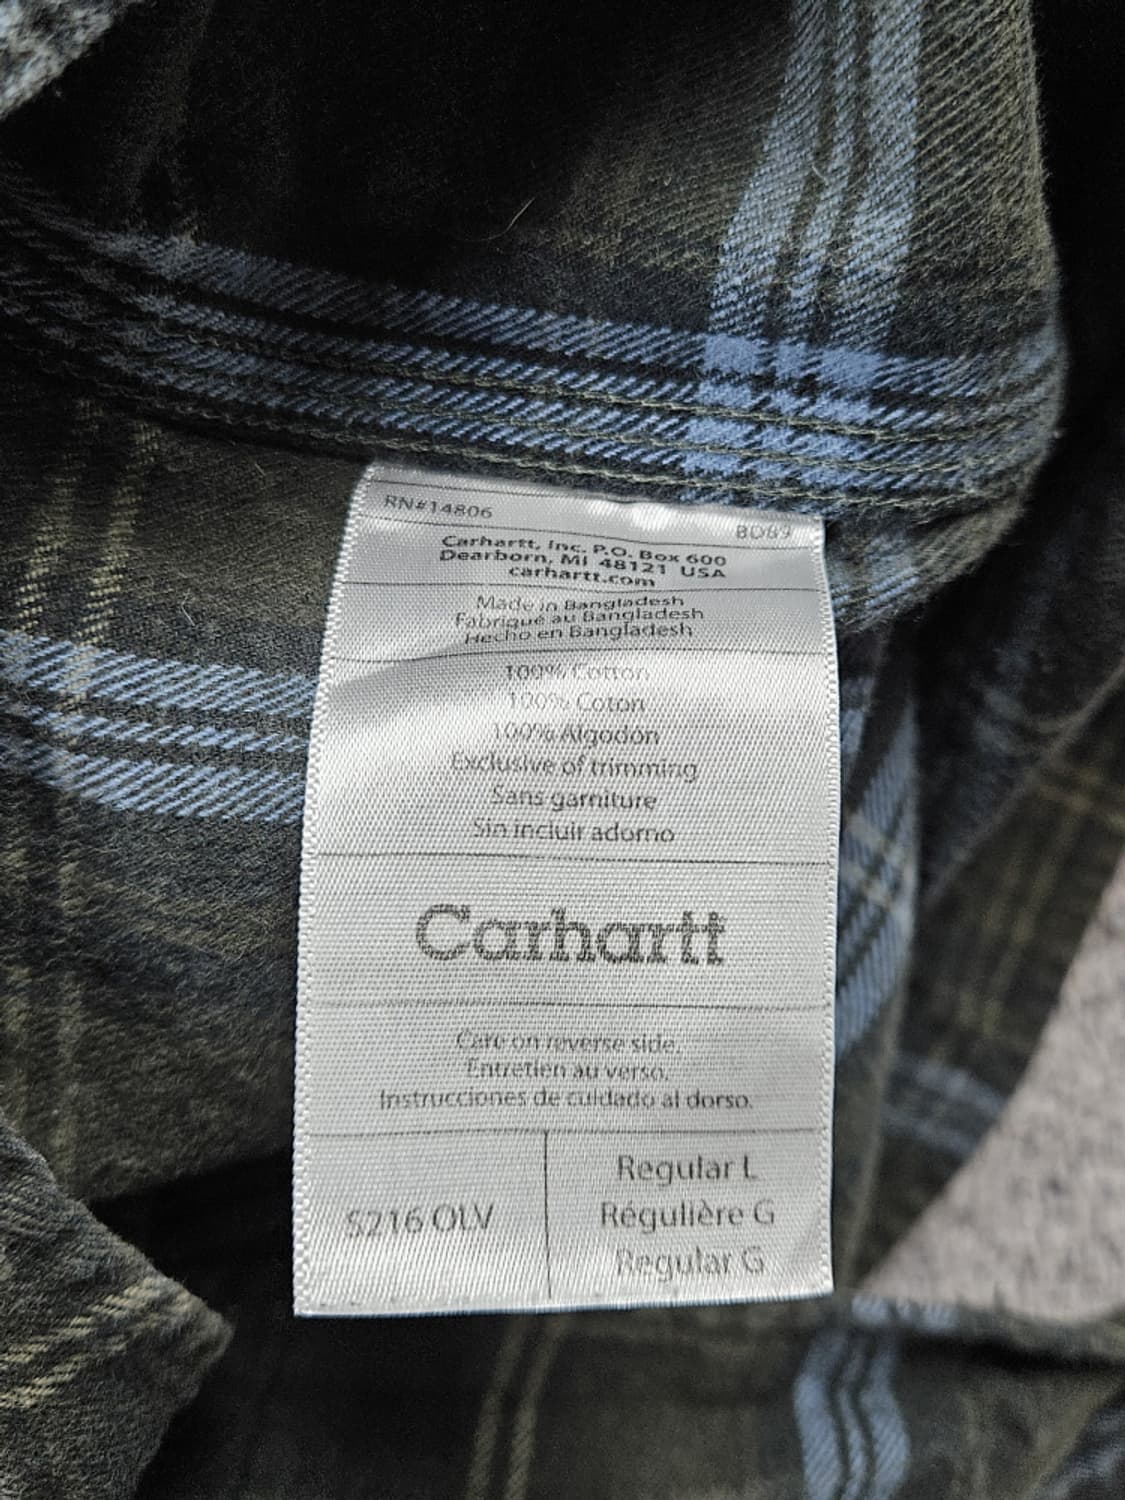 RN#14806
BD89
Carhartt, Inc. P.O. Box 600
Dearborn, MI 48121 USA
carhartt.com
Made in Bangladesh
Fabriqué au Bangladesh
Hecho en Bangladesh
100% Cotton
100% Coton
100% Algodón
Exclusive of trimming
Sans garniture
Sin incluir adorno
Carhartt
Care on reverse side.
Entretien au verso.
Instrucciones de cuidado al dorso.
S216 OLV
Regular L
Régulière G
Regular G